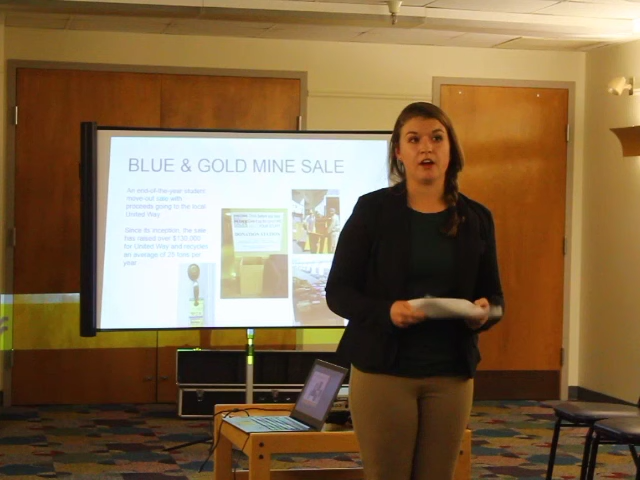 BLUE & GOLD MINE SALE
An end-of-the-year student
move-out sale with
proceeds going to the local
United Way
Since its inception, the sale
has raised over $130,000
for United Way and recycles
an average of 25 tons per
year